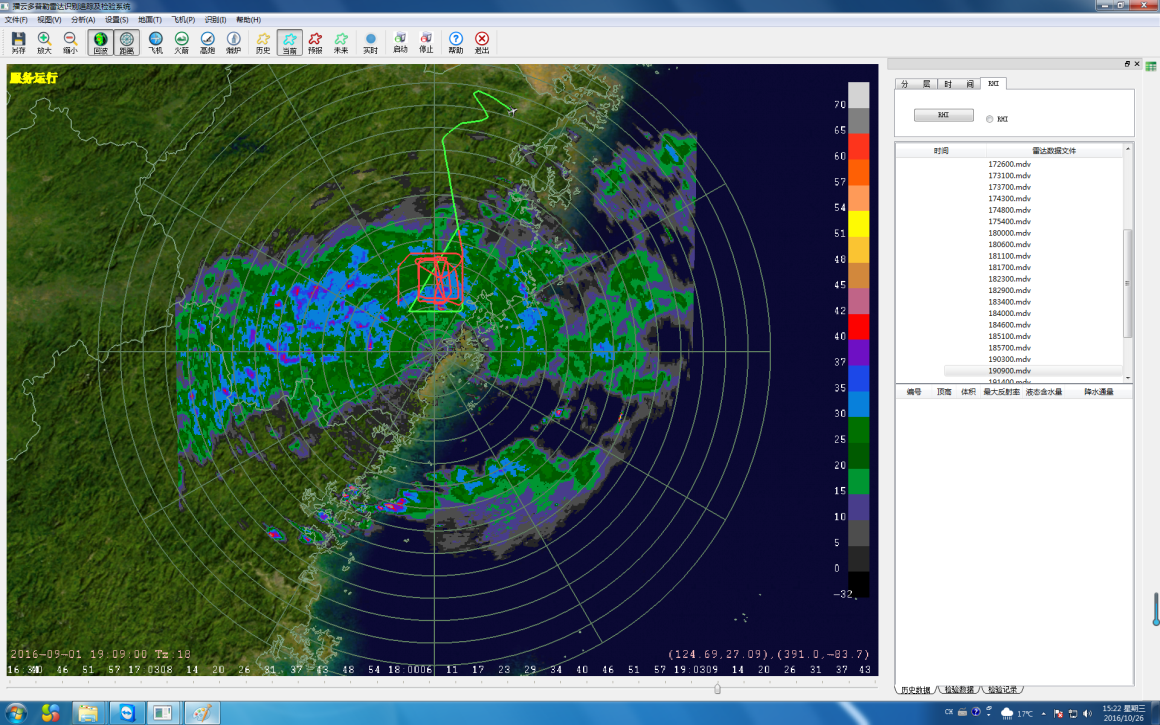 雷云多普勒雷达识别追踪及检验系统
文件(F) 视图(V) 分析(A) 设置(S) 地面(T) 飞机(P) 识别(I) 帮助(H)
另存 放大 缩小 回波 距圈 飞机 火箭 高炮 燃炉 历史 当前 预报 未来 实时 启动 停止 帮助 退出
服务运行
70
65
60
57
54
51
48
45
42
40
37
35
30
25
20
15
10
5
0
-32
2016-09-01 19:09:00 Tz:18
(124.69,27.09),(391.0,-83.7)
46 51 57 17:0308 14 20 26 31 37 43 48 54 18:0006 11 17 23 29 34 40 46 51 57 19:0309 14 20 26 31 37 43
分 层 时 间 RHI
RHI RHI
时间 雷达数据文件
172600.mdv
173100.mdv
173700.mdv
174300.mdv
174800.mdv
175400.mdv
180000.mdv
180600.mdv
181100.mdv
181700.mdv
182300.mdv
182900.mdv
183400.mdv
184000.mdv
184600.mdv
185100.mdv
185700.mdv
190300.mdv
190900.mdv
191400.mdv
编号 顶高 体积 最大反射率 液态含水量 降水通量
历史数据 检验数据 检验记录
CK 17℃ 15:22 星期三
2016/10/26